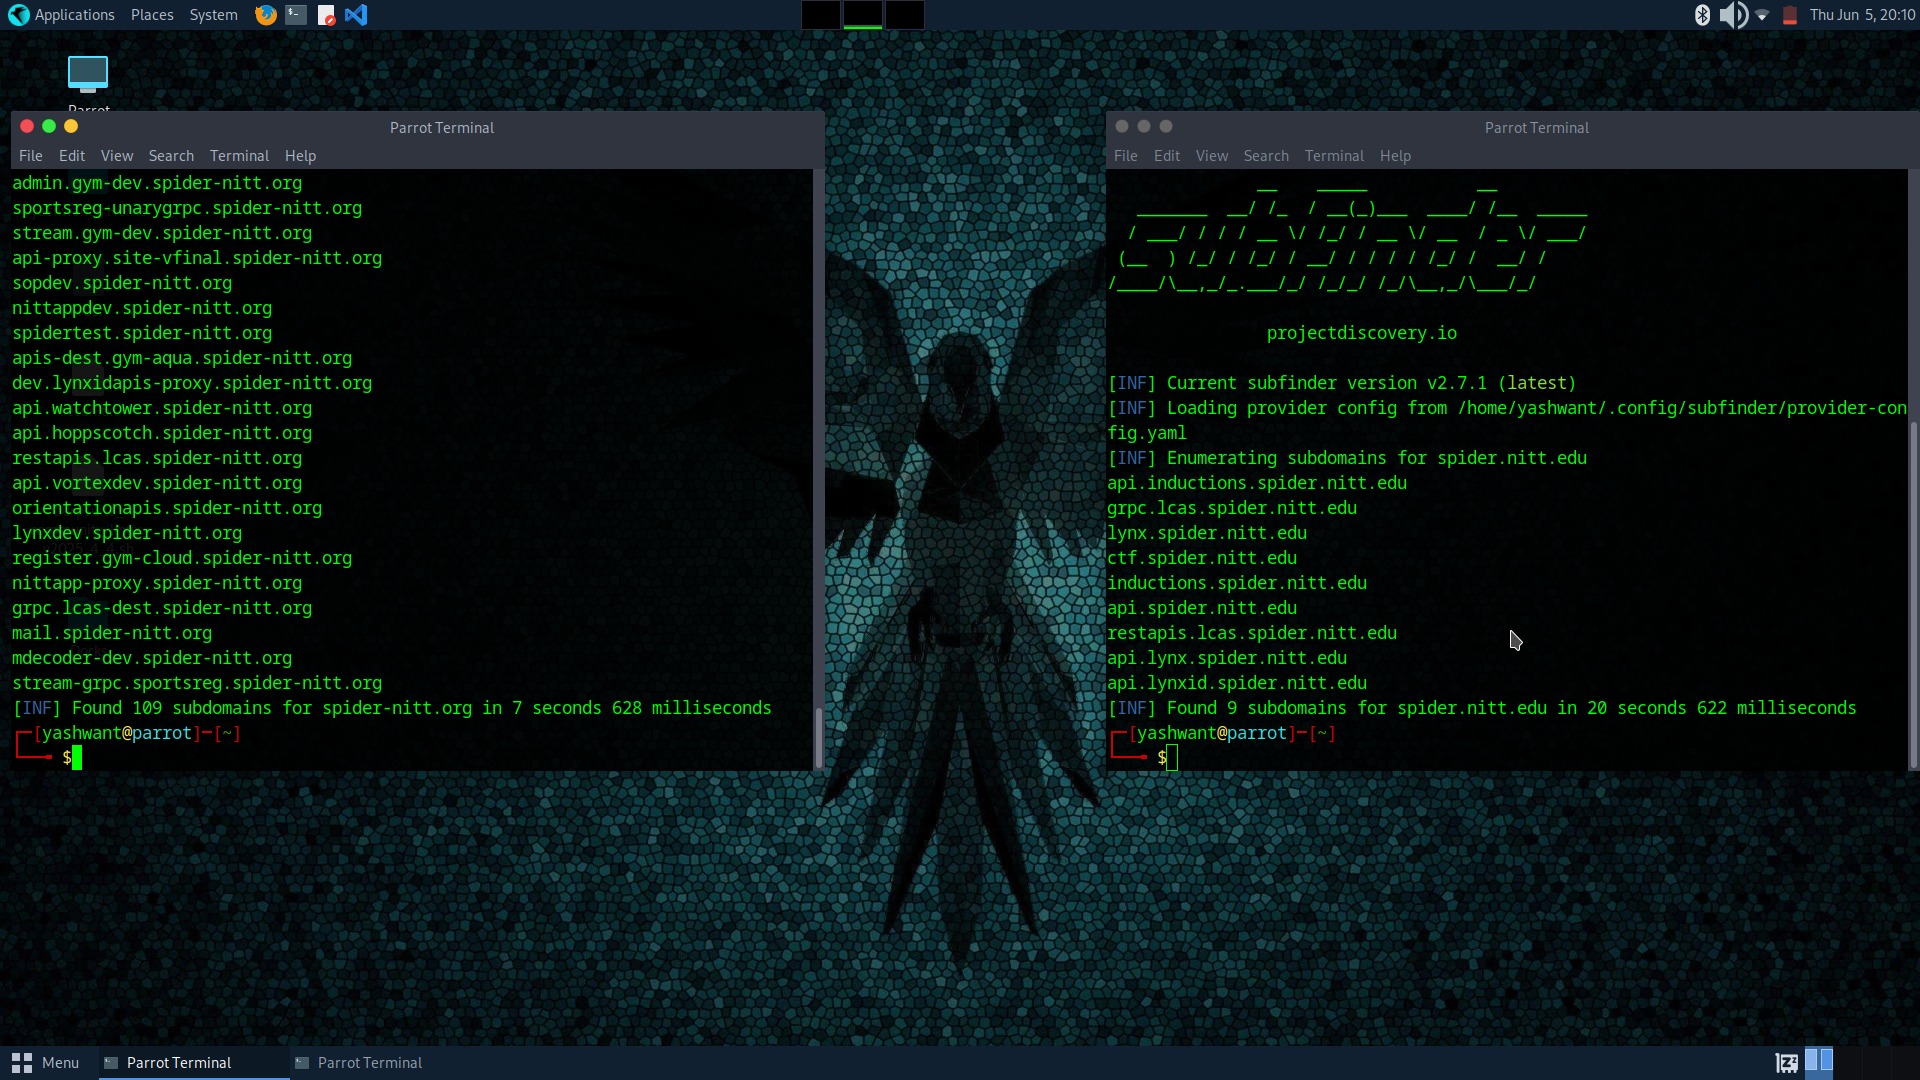 Applications Places System Thu Jun 5, 20:10
Parrot
Parrot Terminal
File Edit View Search Terminal Help
admin.gym-dev.spider-nitt.org
sportsreg-unarygrpc.spider-nitt.org
stream.gym-dev.spider-nitt.org
api-proxy.site-vfinal.spider-nitt.org
sopdev.spider-nitt.org
nittappdev.spider-nitt.org
spidertest.spider-nitt.org
apis-dest.gym-aqua.spider-nitt.org
dev.lynxidapis-proxy.spider-nitt.org
api.watchtower.spider-nitt.org
api.hoppscotch.spider-nitt.org
restapis.lcas.spider-nitt.org
api.vortexdev.spider-nitt.org
orientationapis.spider-nitt.org
lynxdev.spider-nitt.org
register.gym-cloud.spider-nitt.org
nittapp-proxy.spider-nitt.org
grpc.lcas-dest.spider-nitt.org
mail.spider-nitt.org
mdecoder-dev.spider-nitt.org
stream-grpc.sportsreg.spider-nitt.org
[INF] Found 109 subdomains for spider-nitt.org in 7 seconds 628 milliseconds
[yashwant@parrot]-[~]
$
Parrot Terminal
File Edit View Search Terminal Help
subfinder
projectdiscovery.io
[INF] Current subfinder version v2.7.1 (latest)
[INF] Loading provider config from /home/yashwant/.config/subfinder/provider-con
fig.yaml
[INF] Enumerating subdomains for spider.nitt.edu
api.inductions.spider.nitt.edu
grpc.lcas.spider.nitt.edu
lynx.spider.nitt.edu
ctf.spider.nitt.edu
inductions.spider.nitt.edu
api.spider.nitt.edu
restapis.lcas.spider.nitt.edu
api.lynx.spider.nitt.edu
api.lynxid.spider.nitt.edu
[INF] Found 9 subdomains for spider.nitt.edu in 20 seconds 622 milliseconds
[yashwant@parrot]-[~]
$
Menu Parrot Terminal Parrot Terminal